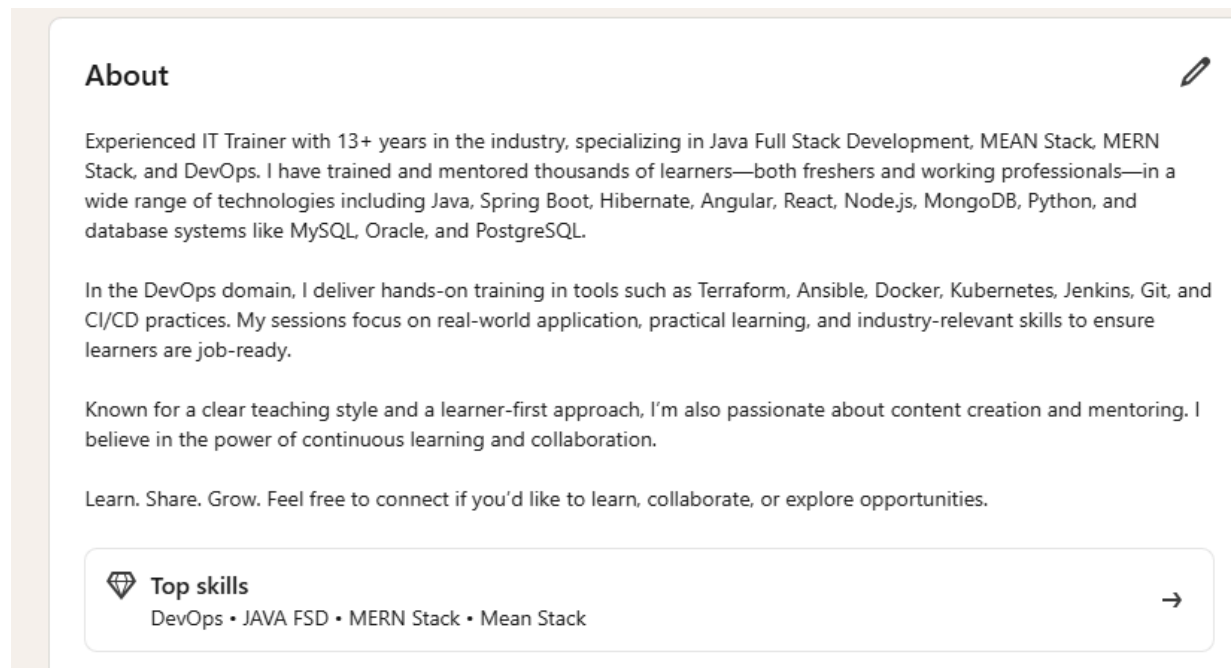 About
Experienced IT Trainer with 13+ years in the industry, specializing in Java Full Stack Development, MEAN Stack, MERN
Stack, and DevOps. I have trained and mentored thousands of learners—both freshers and working professionals—in a
wide range of technologies including Java, Spring Boot, Hibernate, Angular, React, Node.js, MongoDB, Python, and
database systems like MySQL, Oracle, and PostgreSQL.
In the DevOps domain, I deliver hands-on training in tools such as Terraform, Ansible, Docker, Kubernetes, Jenkins, Git, and
CI/CD practices. My sessions focus on real-world application, practical learning, and industry-relevant skills to ensure
learners are job-ready.
Known for a clear teaching style and a learner-first approach, I’m also passionate about content creation and mentoring. I
believe in the power of continuous learning and collaboration.
Learn. Share. Grow. Feel free to connect if you’d like to learn, collaborate, or explore opportunities.
Top skills
DevOps • JAVA FSD • MERN Stack • Mean Stack